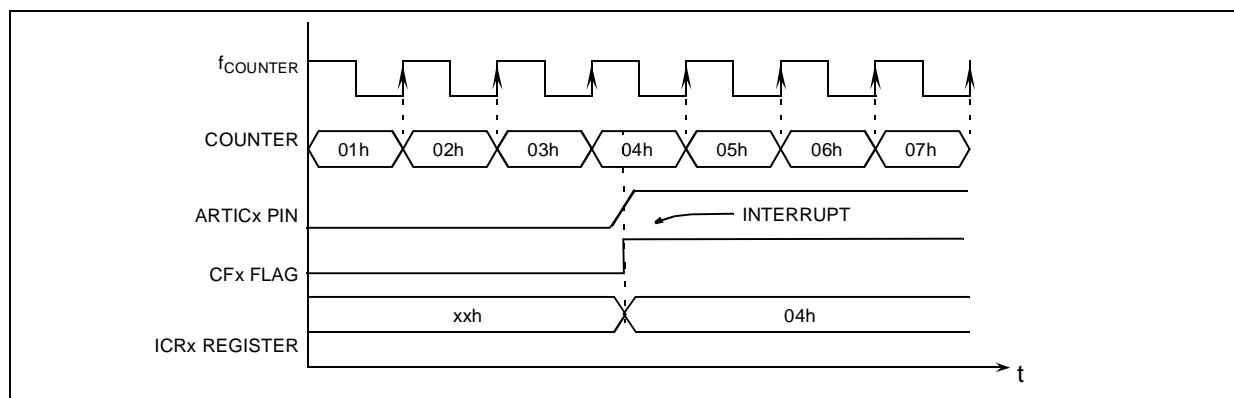 fCOUNTER
COUNTER
01h 02h 03h 04h 05h 06h 07h
ARTICx PIN
INTERRUPT
CFx FLAG
xxh 04h
ICRx REGISTER
t